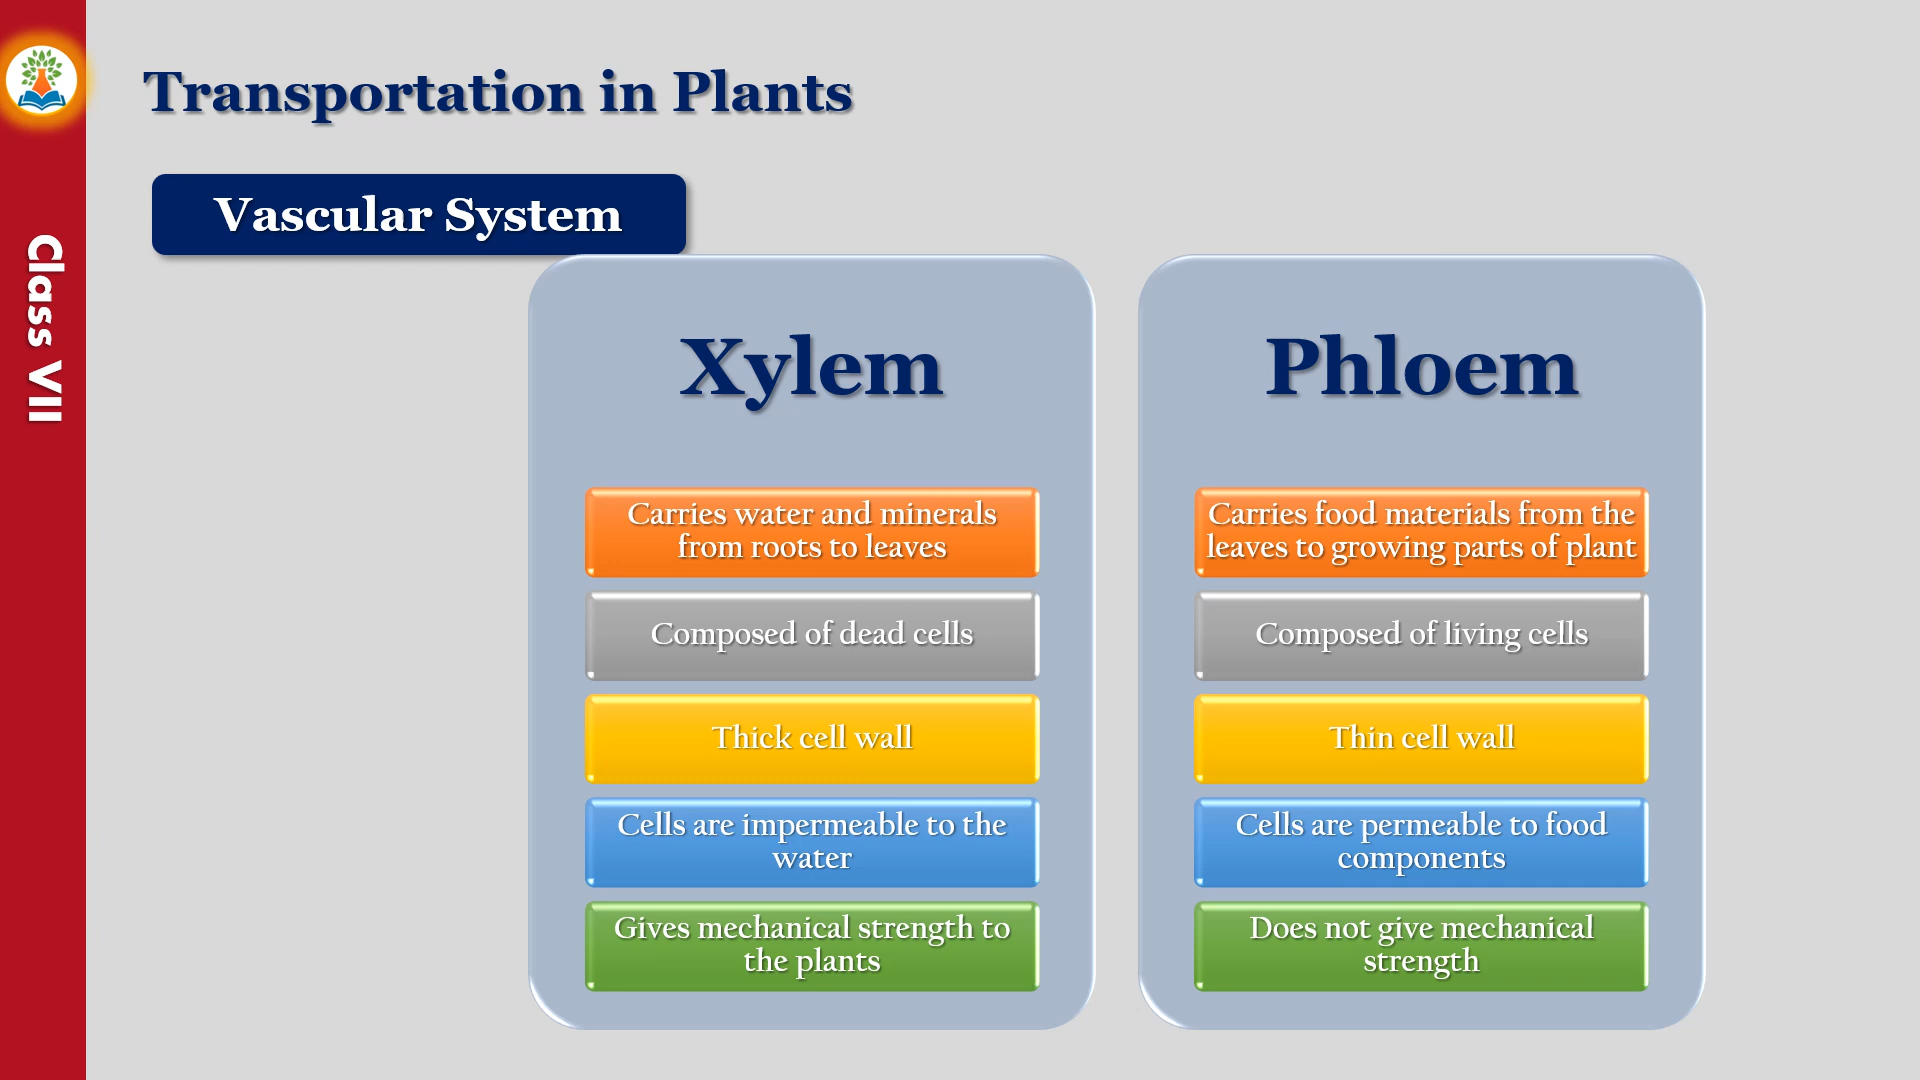 Transportation in Plants
Class VII
Vascular System
Xylem
Carries water and minerals
from roots to leaves
Composed of dead cells
Thick cell wall
Cells are impermeable to the
water
Gives mechanical strength to
the plants
Phloem
Carries food materials from the
leaves to growing parts of plant
Composed of living cells
Thin cell wall
Cells are permeable to food
components
Does not give mechanical
strength